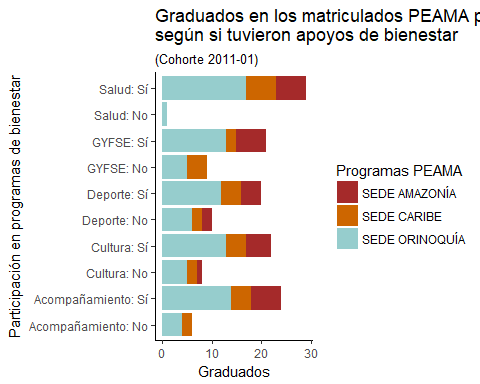 Graduados en los matriculados PEAMA p
según si tuvieron apoyos de bienestar
(Cohorte 2011-01)
Participación en programas de bienestar
Salud: Sí
Salud: No
GYFSE: Sí
GYFSE: No
Deporte: Sí
Deporte: No
Cultura: Sí
Cultura: No
Acompañamiento: Sí
Acompañamiento: No
0 10 20 30
Graduados
Programas PEAMA
SEDE AMAZONÍA
SEDE CARIBE
SEDE ORINOQUÍA